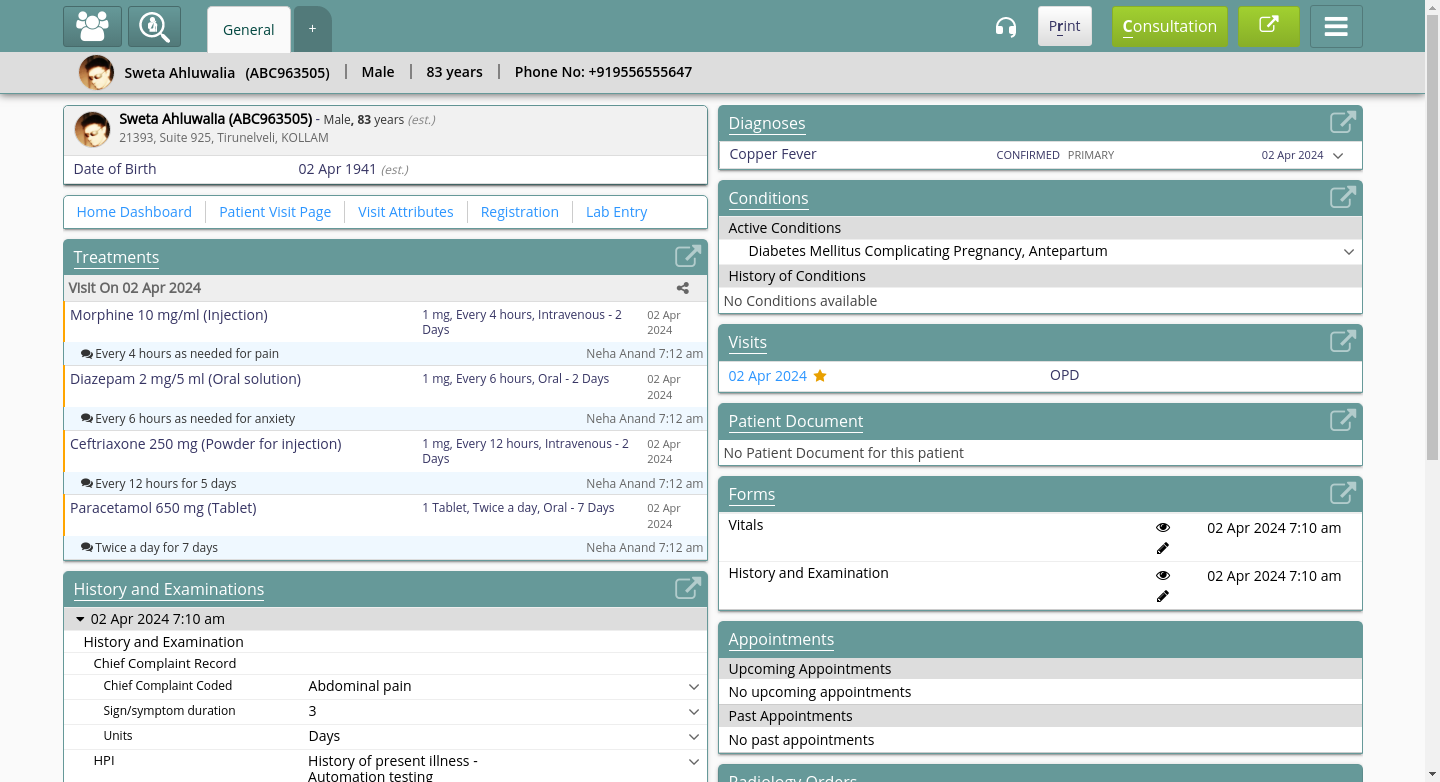 General
+
Print
Consultation
Sweta Ahluwalia (ABC963505) | Male | 83 years | Phone No: +919556555647
Sweta Ahluwalia (ABC963505) - Male, 83 years (est.)
21393, Suite 925, Tirunelveli, KOLLAM
Date of Birth 02 Apr 1941 (est.)
Home Dashboard Patient Visit Page Visit Attributes Registration Lab Entry
Treatments
Visit On 02 Apr 2024
Morphine 10 mg/ml (Injection) 1 mg, Every 4 hours, Intravenous - 2 02 Apr
Days 2024
Every 4 hours as needed for pain Neha Anand 7:12 am
Diazepam 2 mg/5 ml (Oral solution) 1 mg, Every 6 hours, Oral - 2 Days 02 Apr
2024
Every 6 hours as needed for anxiety Neha Anand 7:12 am
Ceftriaxone 250 mg (Powder for injection) 1 mg, Every 12 hours, Intravenous - 2 02 Apr
Days 2024
Every 12 hours for 5 days Neha Anand 7:12 am
Paracetamol 650 mg (Tablet) 1 Tablet, Twice a day, Oral - 7 Days 02 Apr
2024
Twice a day for 7 days Neha Anand 7:12 am
History and Examinations
02 Apr 2024 7:10 am
History and Examination
Chief Complaint Record
Chief Complaint Coded Abdominal pain
Sign/symptom duration 3
Units Days
HPI History of present illness -
Automation testing
Diagnoses
Copper Fever CONFIRMED PRIMARY 02 Apr 2024
Conditions
Active Conditions
Diabetes Mellitus Complicating Pregnancy, Antepartum
History of Conditions
No Conditions available
Visits
02 Apr 2024 OPD
Patient Document
No Patient Document for this patient
Forms
Vitals 02 Apr 2024 7:10 am
History and Examination 02 Apr 2024 7:10 am
Appointments
Upcoming Appointments
No upcoming appointments
Past Appointments
No past appointments
Radiology Orders